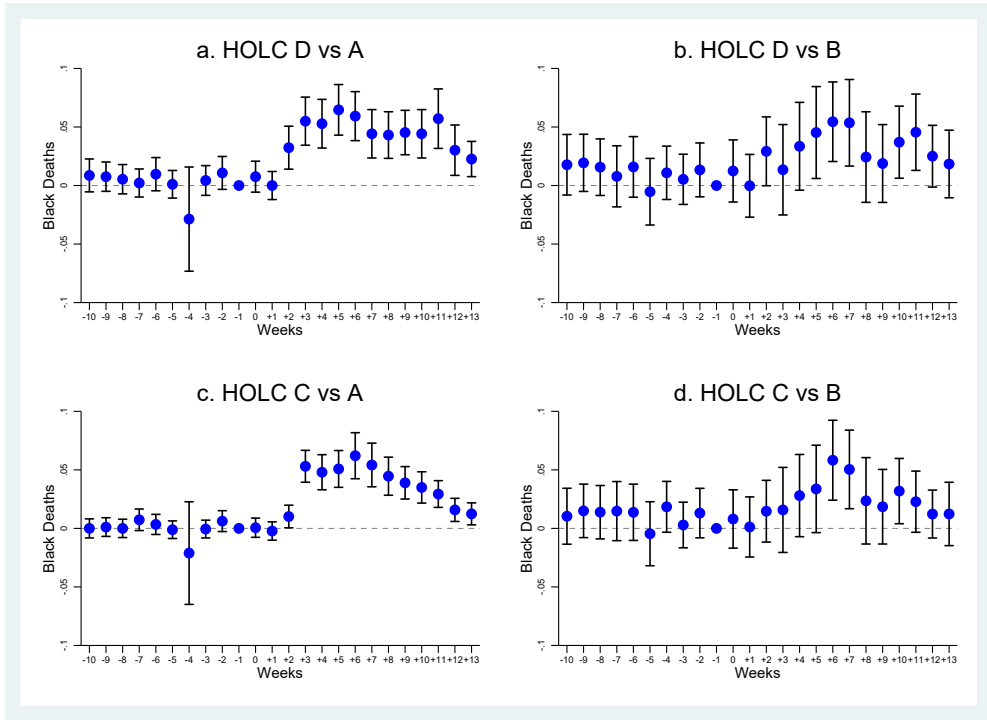 a. HOLC D vs A
Black Deaths
.1
.05
0
-.05
-.1
-10 -9 -8 -7 -6 -5 -4 -3 -2 -1 0 +1 +2 +3 +4 +5 +6 +7 +8 +9 +10 +11 +12 +13
Weeks
b. HOLC D vs B
Black Deaths
.1
.05
0
-.05
-.1
-10 -9 -8 -7 -6 -5 -4 -3 -2 -1 0 +1 +2 +3 +4 +5 +6 +7 +8 +9 +10 +11 +12 +13
Weeks
c. HOLC C vs A
Black Deaths
.1
.05
0
-.05
-.1
-10 -9 -8 -7 -6 -5 -4 -3 -2 -1 0 +1 +2 +3 +4 +5 +6 +7 +8 +9 +10 +11 +12 +13
Weeks
d. HOLC C vs B
Black Deaths
.1
.05
0
-.05
-.1
-10 -9 -8 -7 -6 -5 -4 -3 -2 -1 0 +1 +2 +3 +4 +5 +6 +7 +8 +9 +10 +11 +12 +13
Weeks